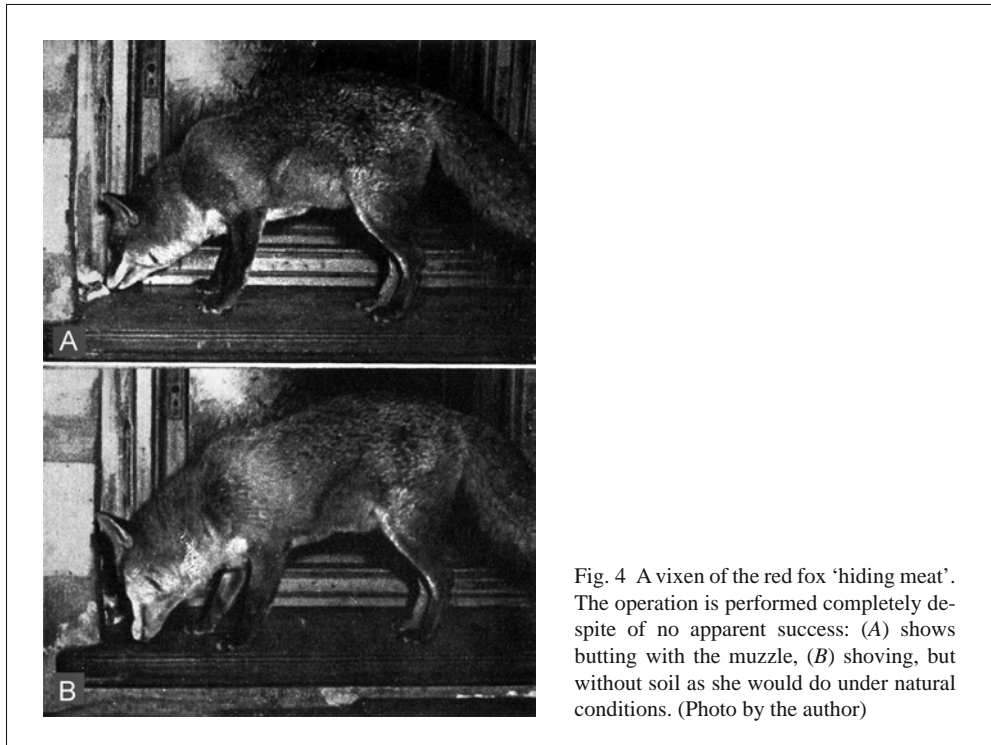 A
B
Fig. 4 A vixen of the red fox ‘hiding meat’.
The operation is performed completely de-
spite of no apparent success: (A) shows
butting with the muzzle, (B) shoving, but
without soil as she would do under natural
conditions. (Photo by the author)